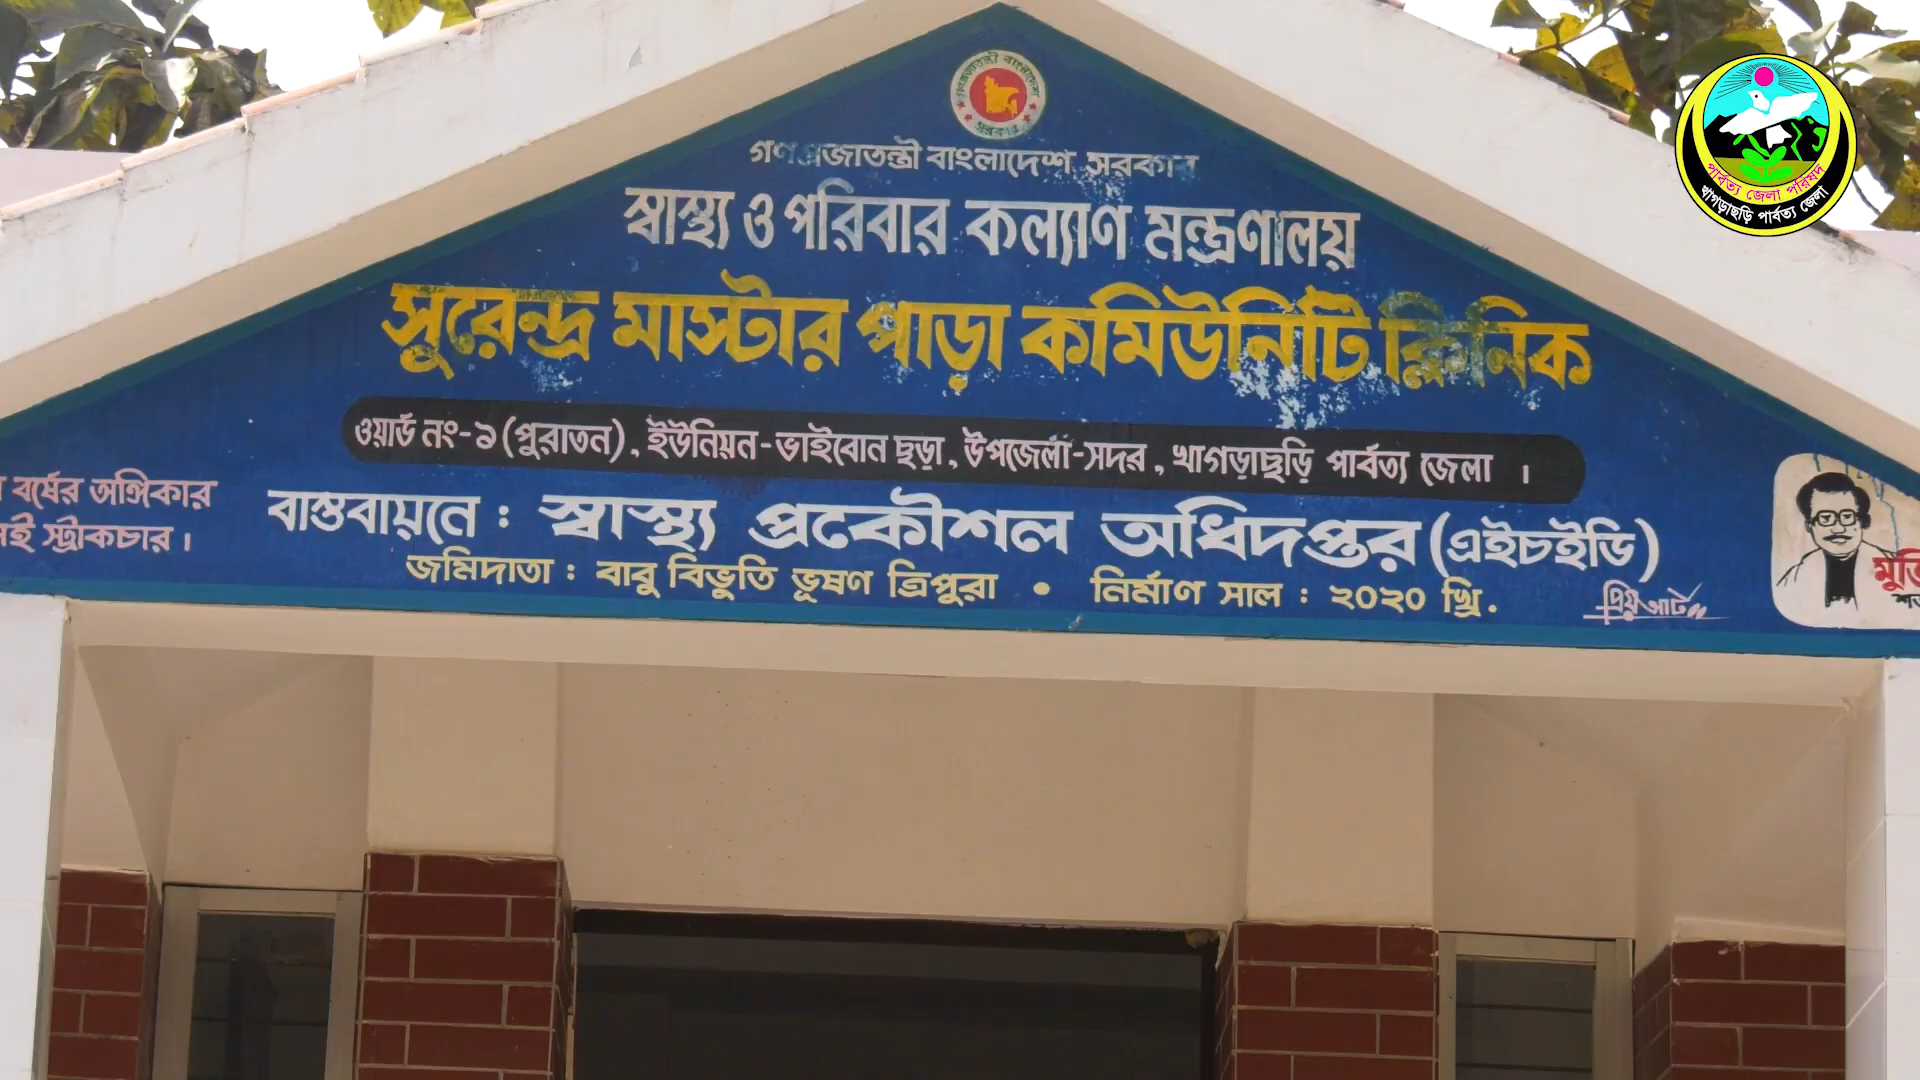 গণপ্রজাতন্ত্রী বাংলাদেশ সরকার
স্বাস্থ্য ও পরিবার কল্যাণ মন্ত্রণালয়
সুরেন্দ্র মাস্টার পাড়া কমিউনিটি ক্লিনিক
ওয়ার্ড নং-১ (পুরাতন), ইউনিয়ন-ভাইবোন ছড়া, উপজেলা-সদর, খাগড়াছড়ি পার্বত্য জেলা ।
বর্ষের অঙ্গিকার
স্ট্রাকচার।
বাস্তবায়নে : স্বাস্থ্য প্রকৌশল অধিদপ্তর (এইচইডি)
জমিদাতা : বাবু বিভুতি ভূষণ ত্রিপুরা • নির্মাণ সাল : ২০২০ খ্রি.
প্রিয় আর্ট
পার্বত্য জেলা পরিষদ
খাগড়াছড়ি পার্বত্য জেলা